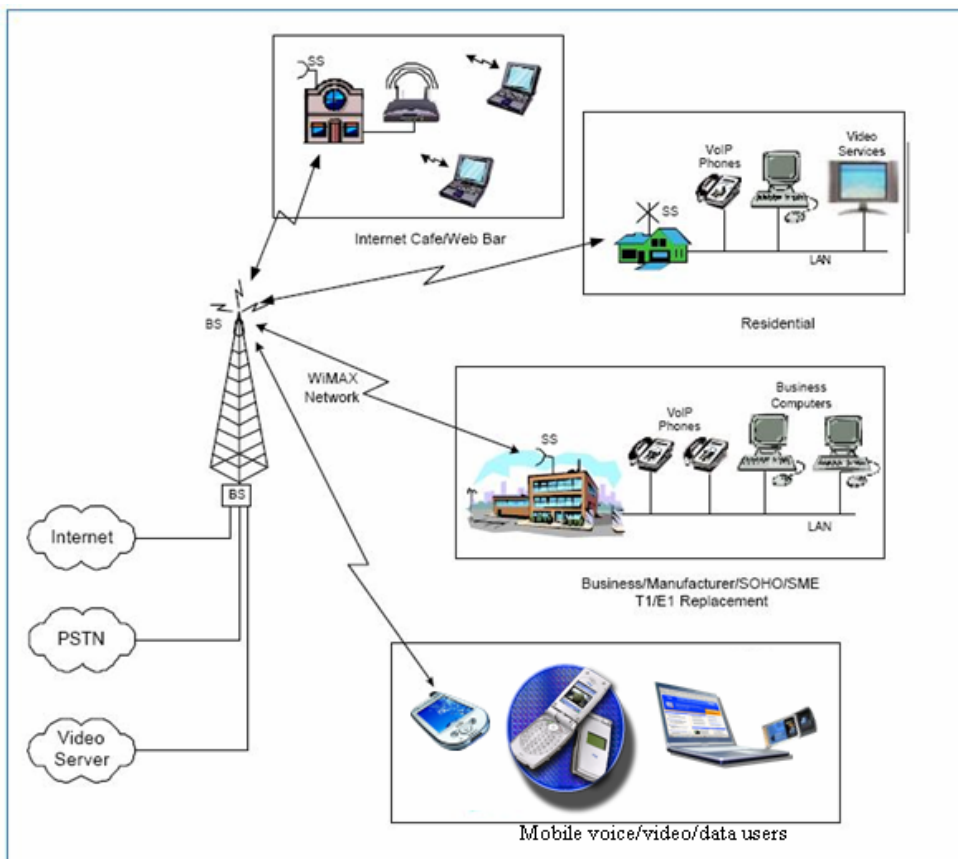 SS
Internet Cafe/Web Bar
VoIP
Phones
Video
Services
SS
LAN
Residential
BS
WiMAX
Network
SS
VoIP
Phones
Business
Computers
LAN
Business/Manufacturer/SOHO/SME
T1/E1 Replacement
BS
Internet
PSTN
Video
Server
Mobile voice/video/data users